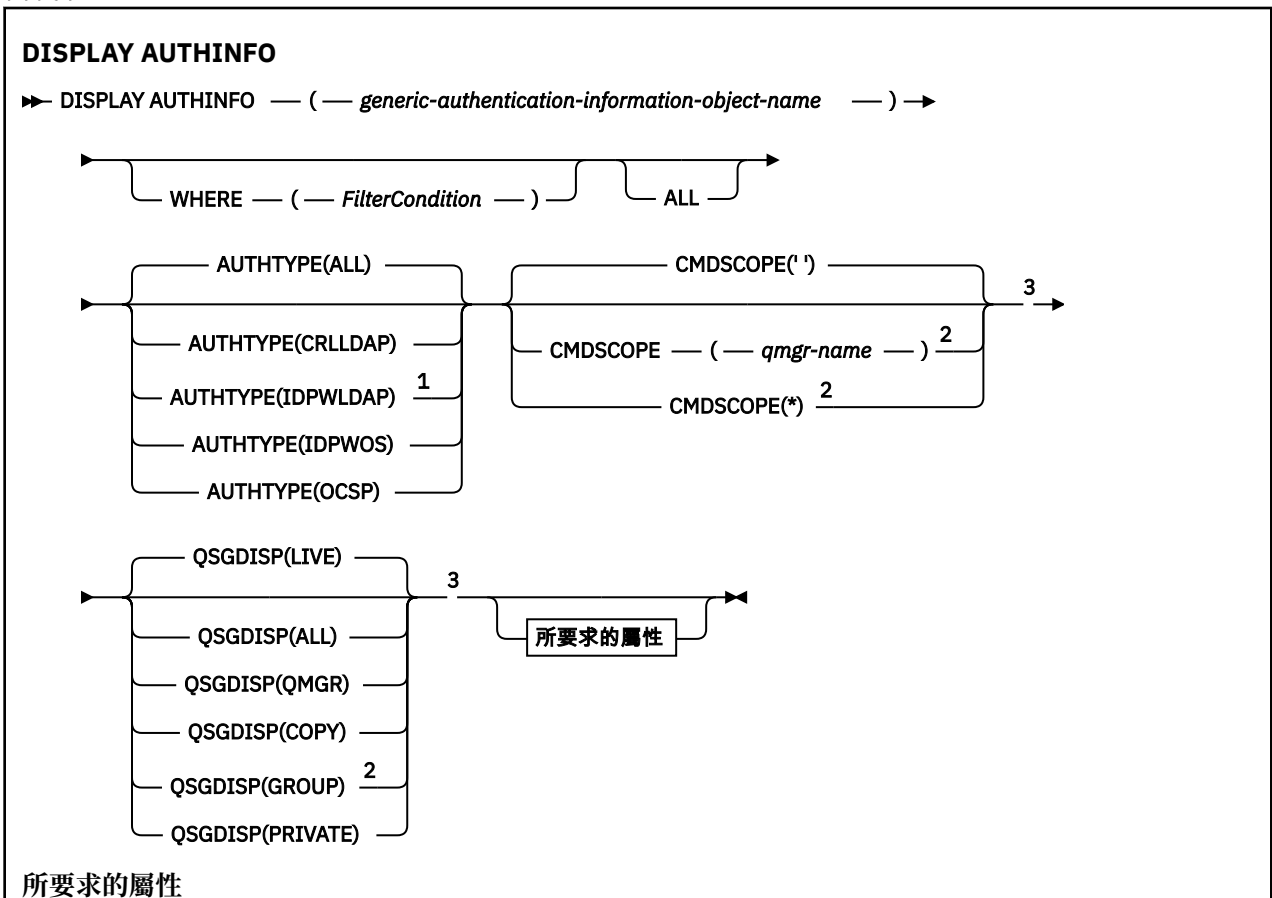 DISPLAY AUTHINFO
DISPLAY AUTHINFO ( generic-authentication-information-object-name )
WHERE ( FilterCondition ) ALL
AUTHTYPE(ALL)
AUTHTYPE(CRLLDAP)
AUTHTYPE(IDPWLDAP) 1
AUTHTYPE(IDPWOS)
AUTHTYPE(OCSP)
CMDSCOPE(' ')
CMDSCOPE ( qmgr-name ) 2
CMDSCOPE(*) 2
3
QSGDISP(LIVE)
QSGDISP(ALL)
QSGDISP(QMGR)
QSGDISP(COPY)
QSGDISP(GROUP) 2
QSGDISP(PRIVATE)
3
所要求的屬性
所要求的屬性